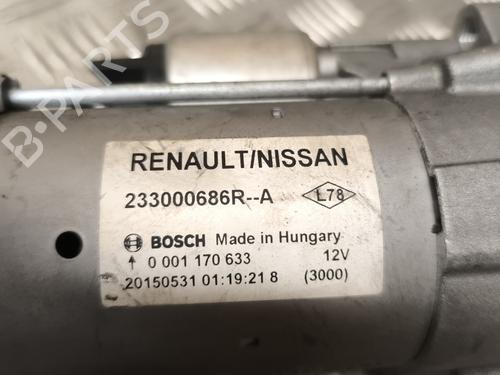 RENAULT/NISSAN
233000686R--A L78
BOSCH Made in Hungary
0 001 170 633 12V
20150531 01:19:21 8 (3000)
B-PARTS